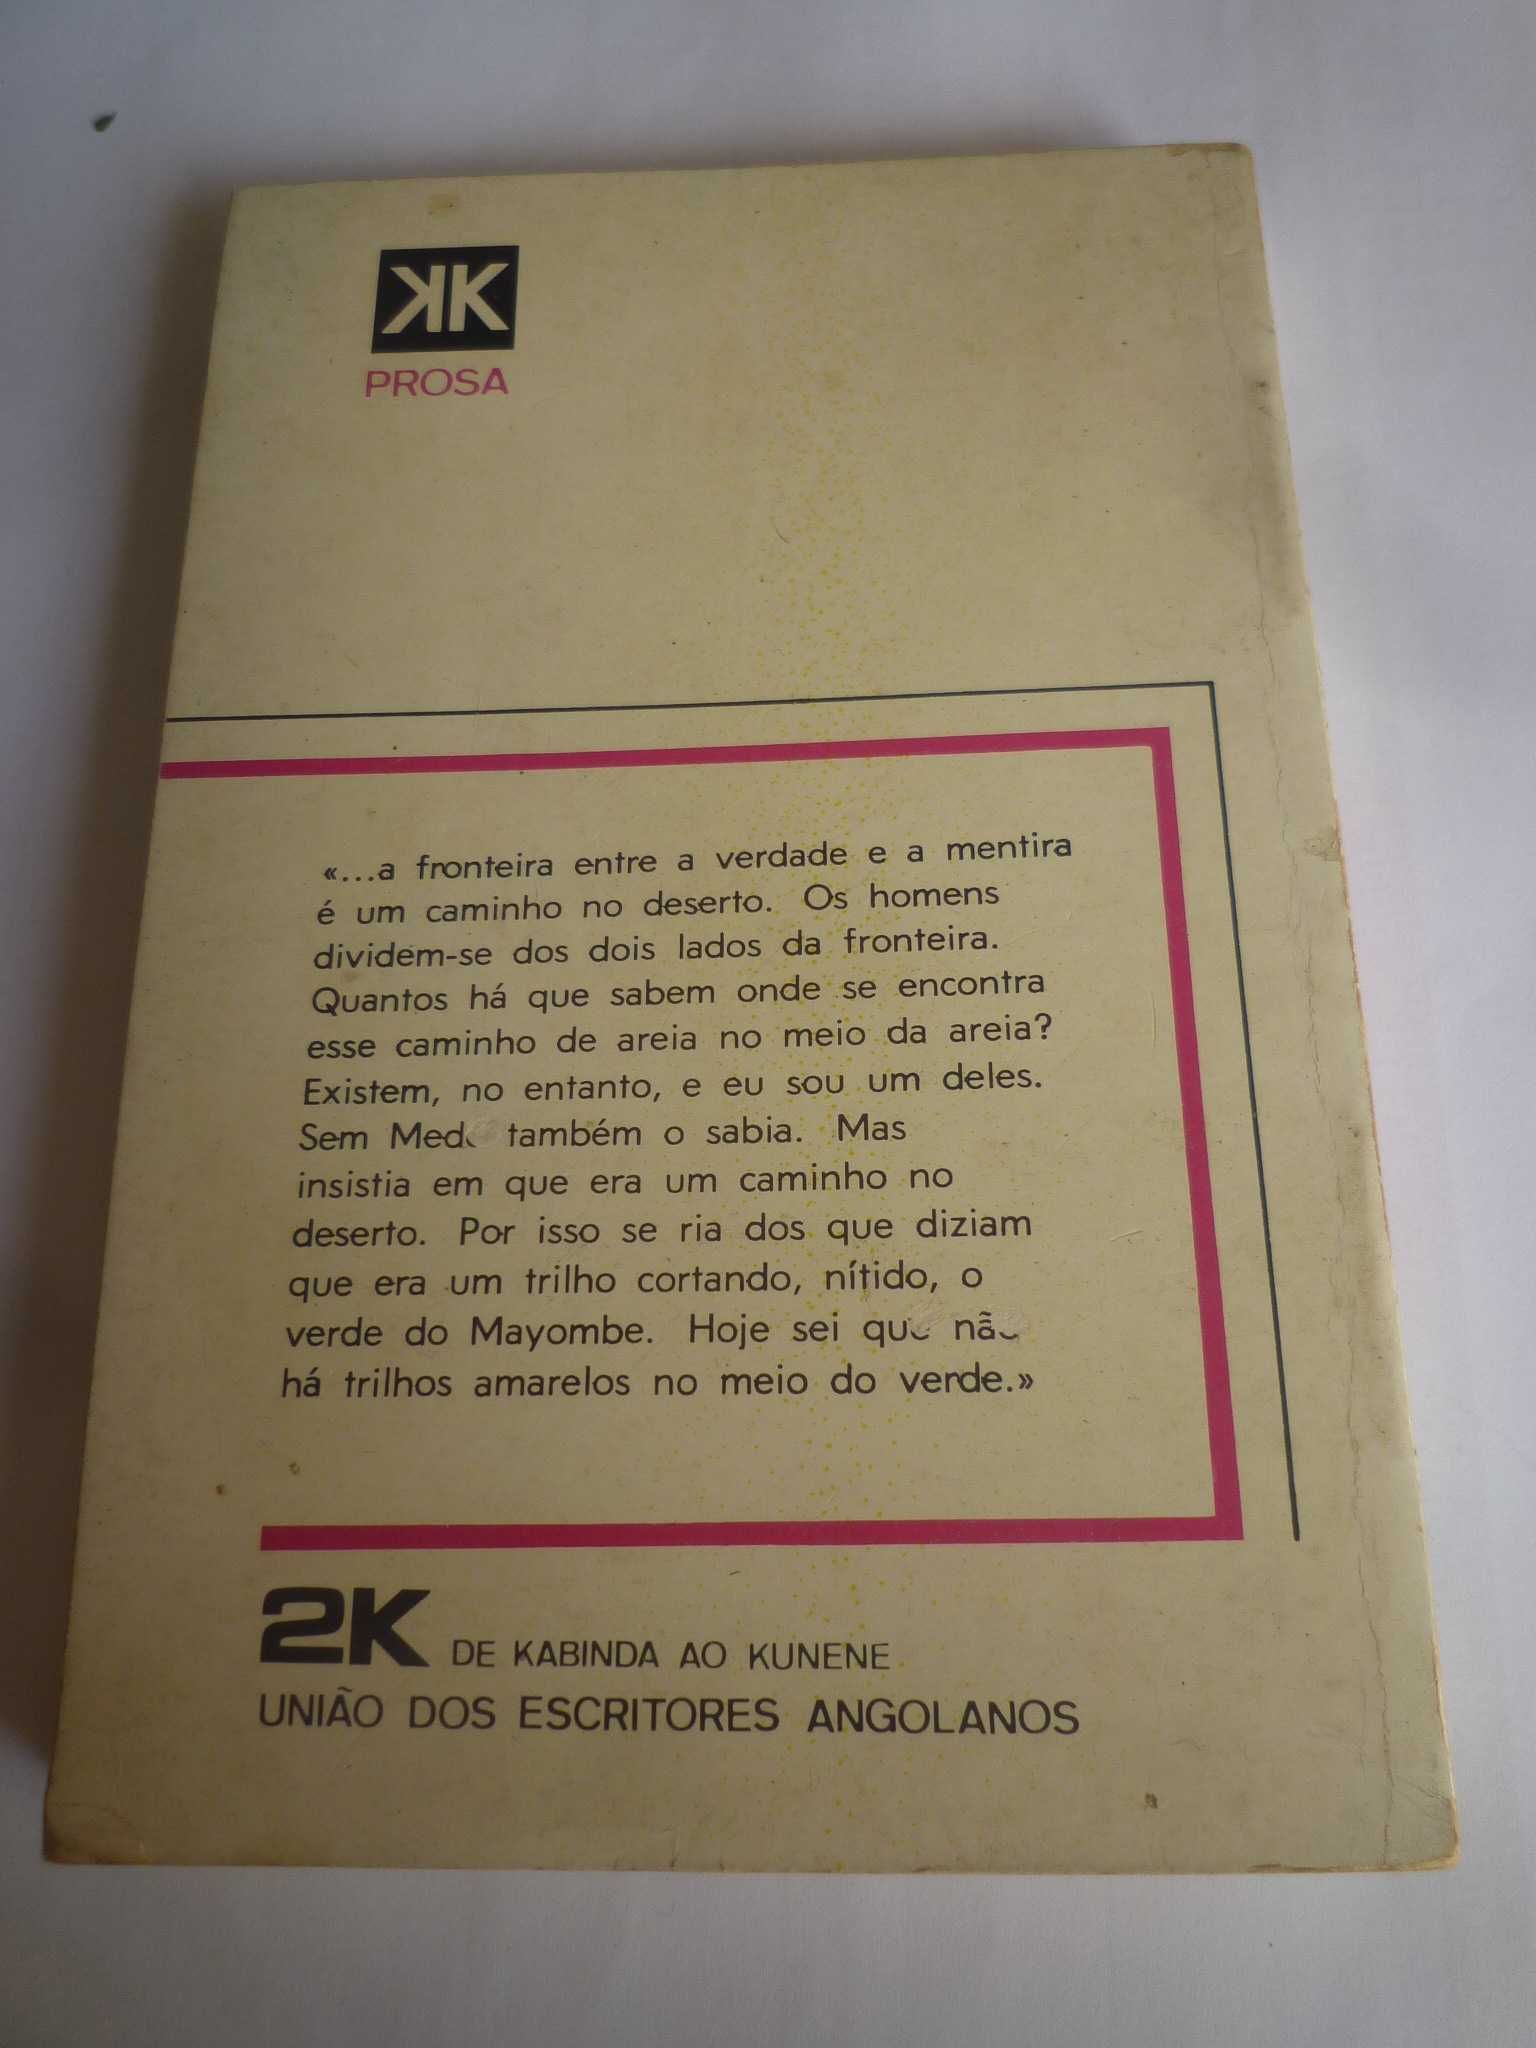 KK
PROSA
«...a fronteira entre a verdade e a mentira
é um caminho no deserto. Os homens
dividem-se dos dois lados da fronteira.
Quantos há que sabem onde se encontra
esse caminho de areia no meio da areia?
Existem, no entanto, e eu sou um deles.
Sem Medo também o sabia. Mas
insistia em que era um caminho no
deserto. Por isso se ria dos que diziam
que era um trilho cortando, nítido, o
verde do Mayombe. Hoje sei que não
há trilhos amarelos no meio do verde.»
2K DE KABINDA AO KUNENE
UNIÃO DOS ESCRITORES ANGOLANOS